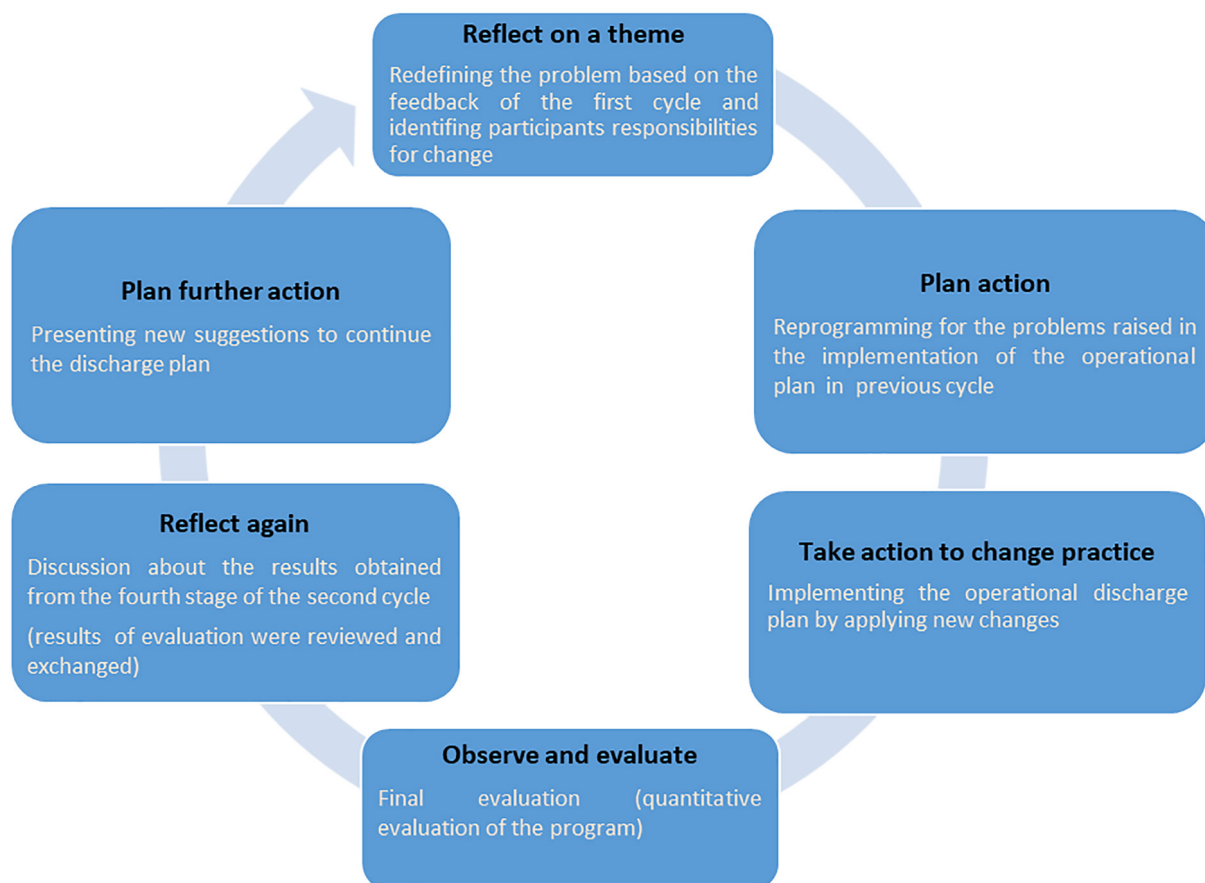 Reflect on a theme
Redefining the problem based on the
feedback of the first cycle and
identifing participants responsibilities
for change
Plan action
Reprogramming for the problems raised in
the implementation of the operational
plan in previous cycle
Take action to change practice
Implementing the operational discharge
plan by applying new changes
Observe and evaluate
Final evaluation (quantitative
evaluation of the program)
Reflect again
Discussion about the results obtained
from the fourth stage of the second cycle
(results of evaluation were reviewed and
exchanged)
Plan further action
Presenting new suggestions to continue
the discharge plan